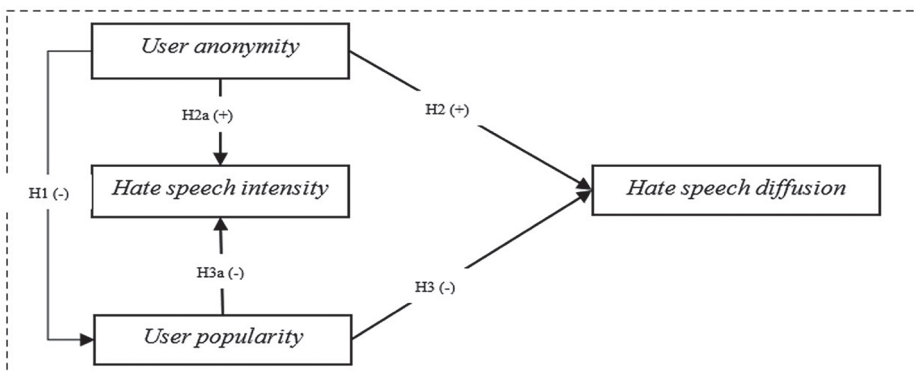 User anonymity
H2a (+)
H2 (+)
Hate speech intensity
Hate speech diffusion
H1 (-)
H3a (-)
H3 (-)
User popularity